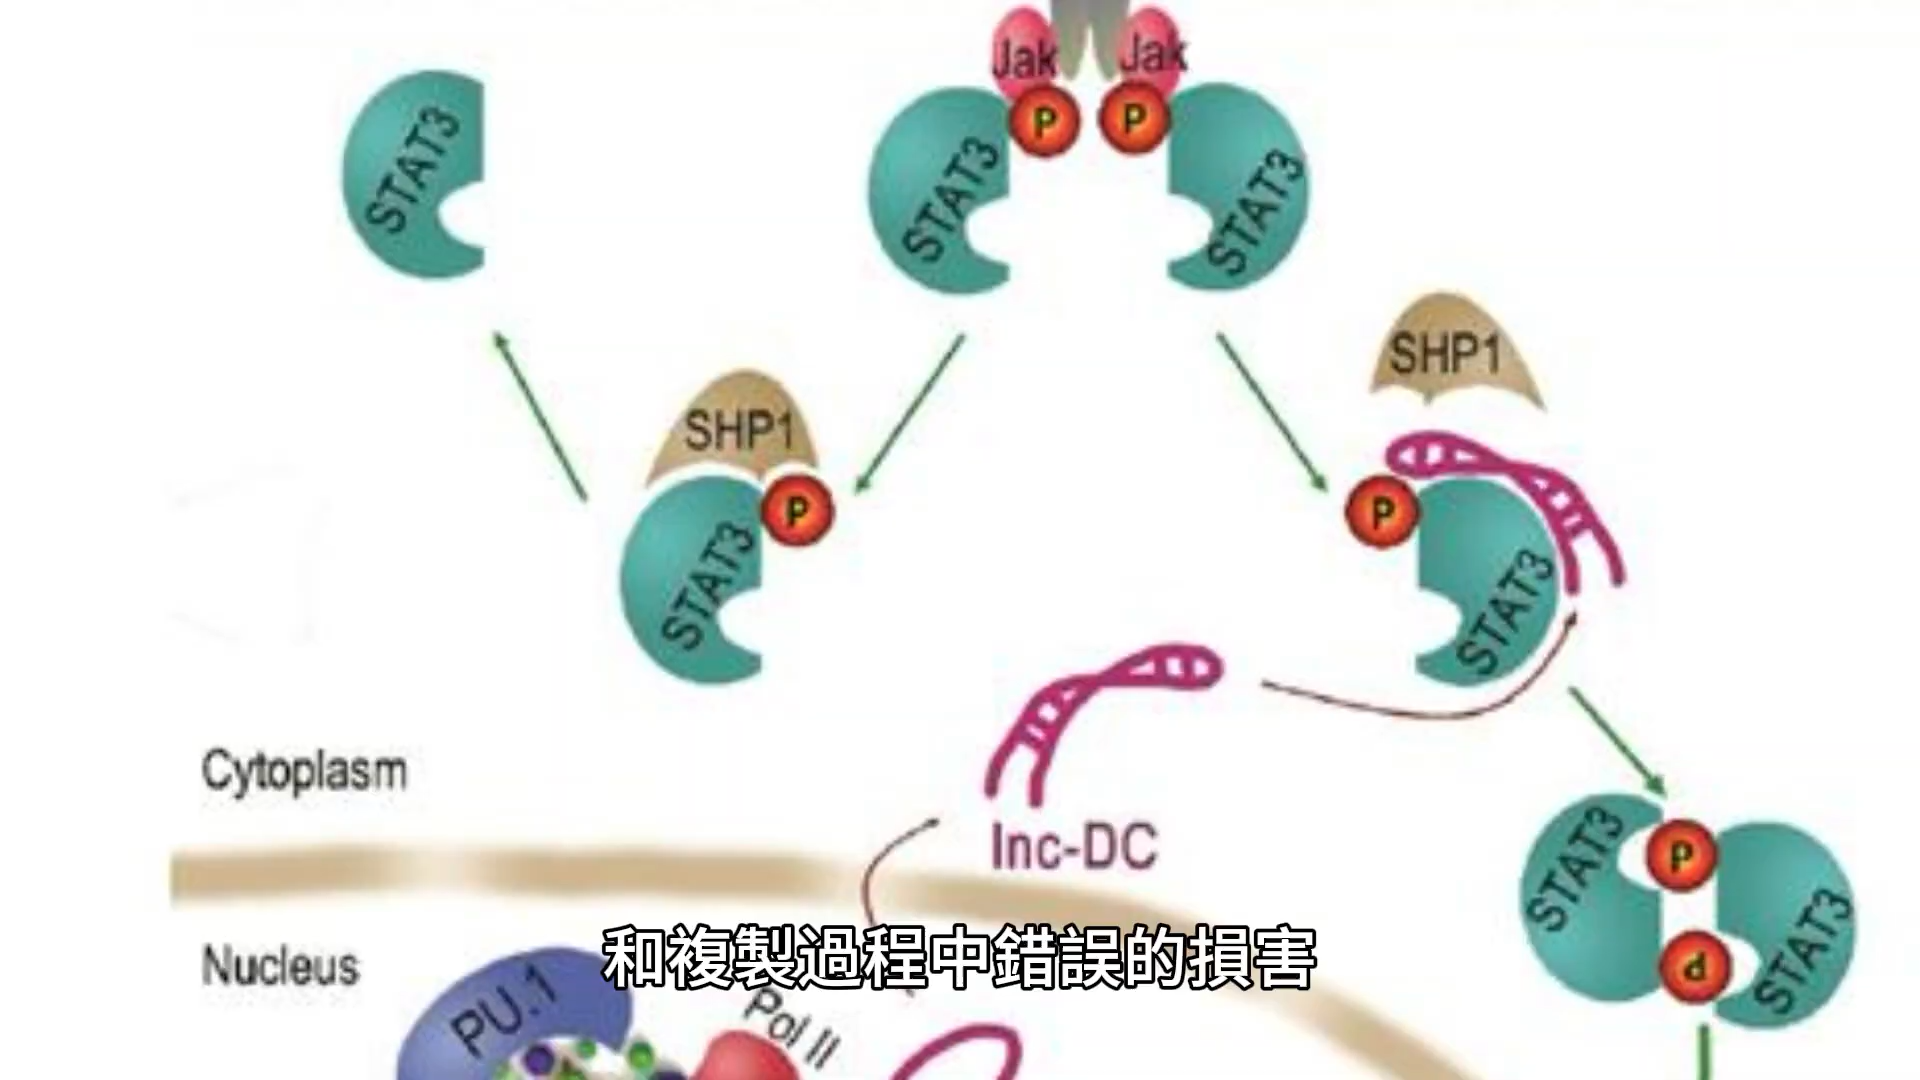 Jak
Jak
P
P
STAT3
STAT3
STAT3
SHP1
SHP1
P
P
STAT3
STAT3
Cytoplasm
lnc-DC
P
STAT3
STAT3
P
和複製過程中錯誤的損害
Nucleus
PU.1
Pol II